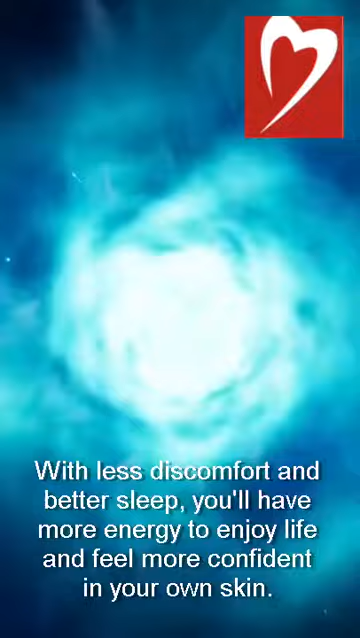 With less discomfort and
better sleep, you'll have
more energy to enjoy life
and feel more confident
in your own skin.